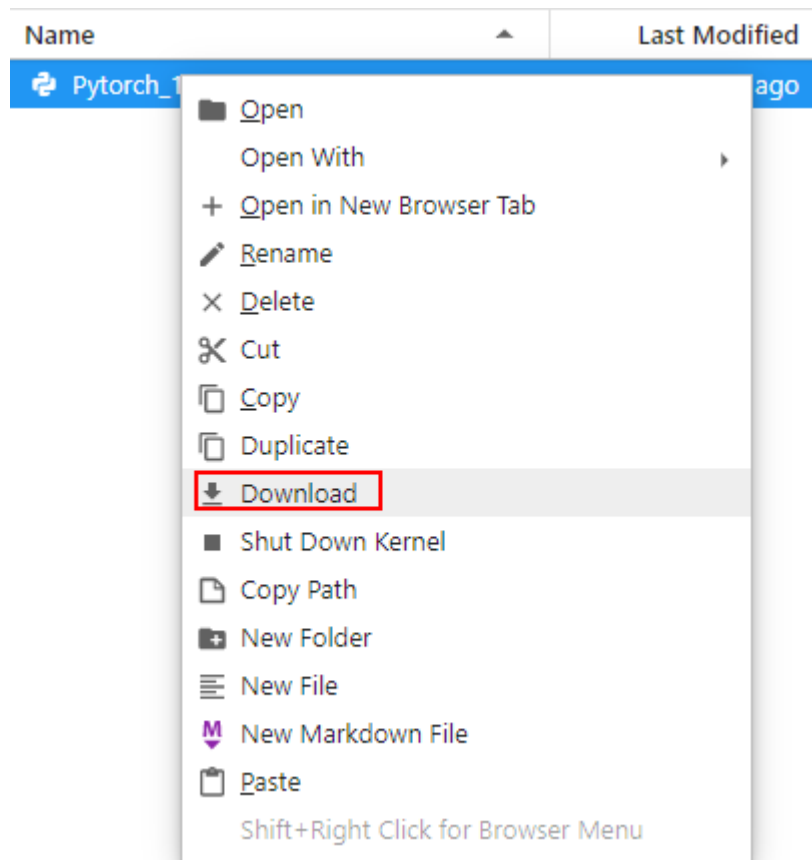 Name Last Modified
Pytorch_1 ago
Open
Open With
Open in New Browser Tab
Rename
Delete
Cut
Copy
Duplicate
Download
Shut Down Kernel
Copy Path
New Folder
New File
M New Markdown File
Paste
Shift+Right Click for Browser Menu